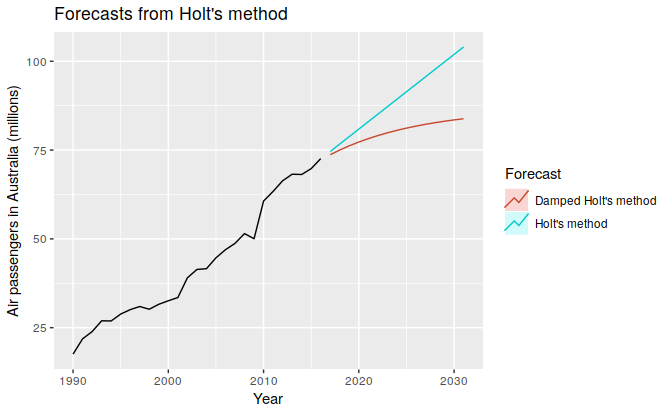 Forecasts from Holt's method
Air passengers in Australia (millions)
100
75
50
25
1990 2000 2010 2020 2030
Year
Forecast
Damped Holt's method
Holt's method